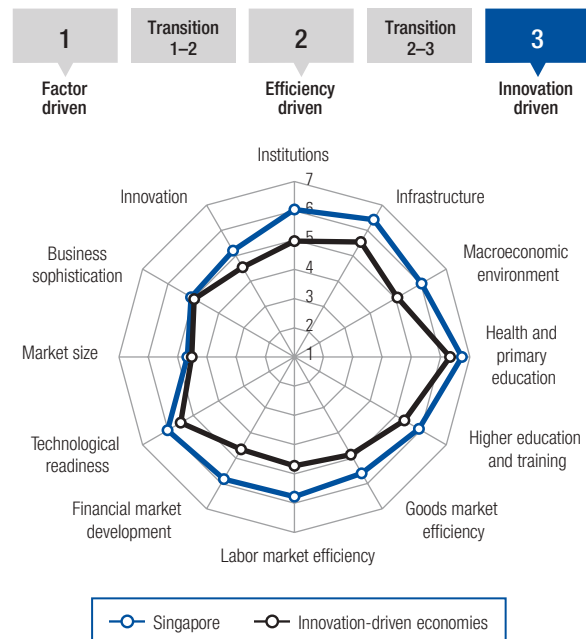 1
Transition
1–2
2
Transition
2–3
3
Factor
driven
Efficiency
driven
Innovation
driven
Institutions
Innovation
Infrastructure
Business
sophistication
Macroeconomic
environment
Market size
Health and
primary
education
Technological
readiness
Higher education
and training
Financial market
development
Goods market
efficiency
Labor market efficiency
7
6
5
4
3
2
1
Singapore
Innovation-driven economies